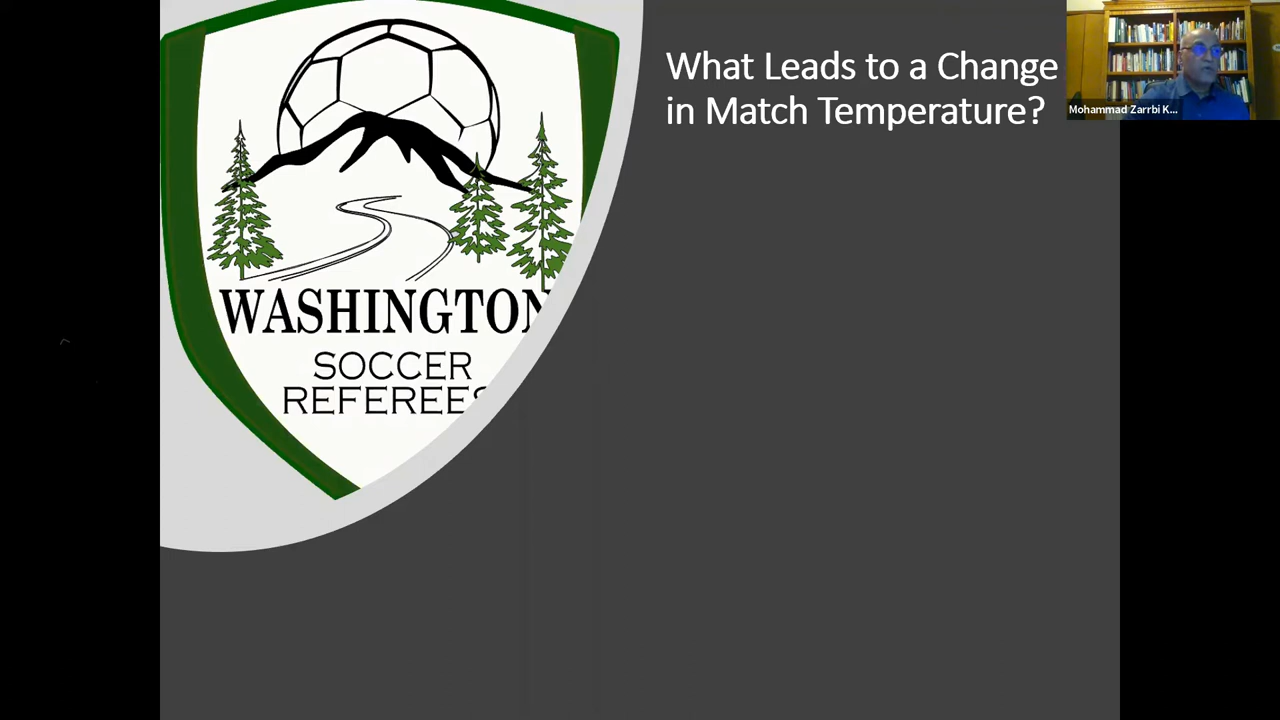 What Leads to a Change
in Match Temperature?
Mohammad Zarrbi K...
WASHINGTON
SOCCER
REFEREES